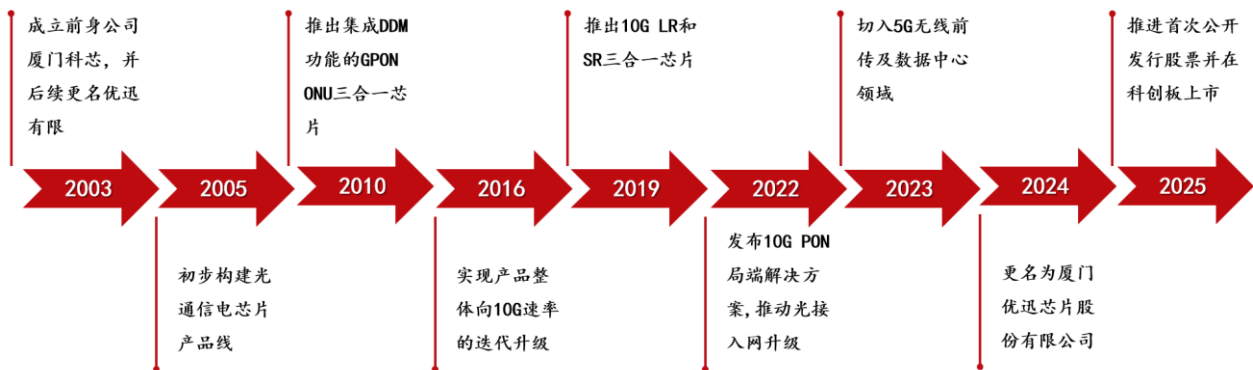 成立前身公司
厦门科芯，并
后续更名优迅
有限
推出集成DDM
功能的GPON
ONU三合一芯
片
推出10G LR和
SR三合一芯片
切入5G无线前
传及数据中心
领域
推进首次公开
发行股票并在
科创板上市
2003
2005
2010
2016
2019
2022
2023
2024
2025
初步构建光
通信电芯片
产品线
实现产品整
体向10G速率
的迭代升级
发布10G PON
局端解决方
案,推动光接
入网升级
更名为厦门
优迅芯片股
份有限公司